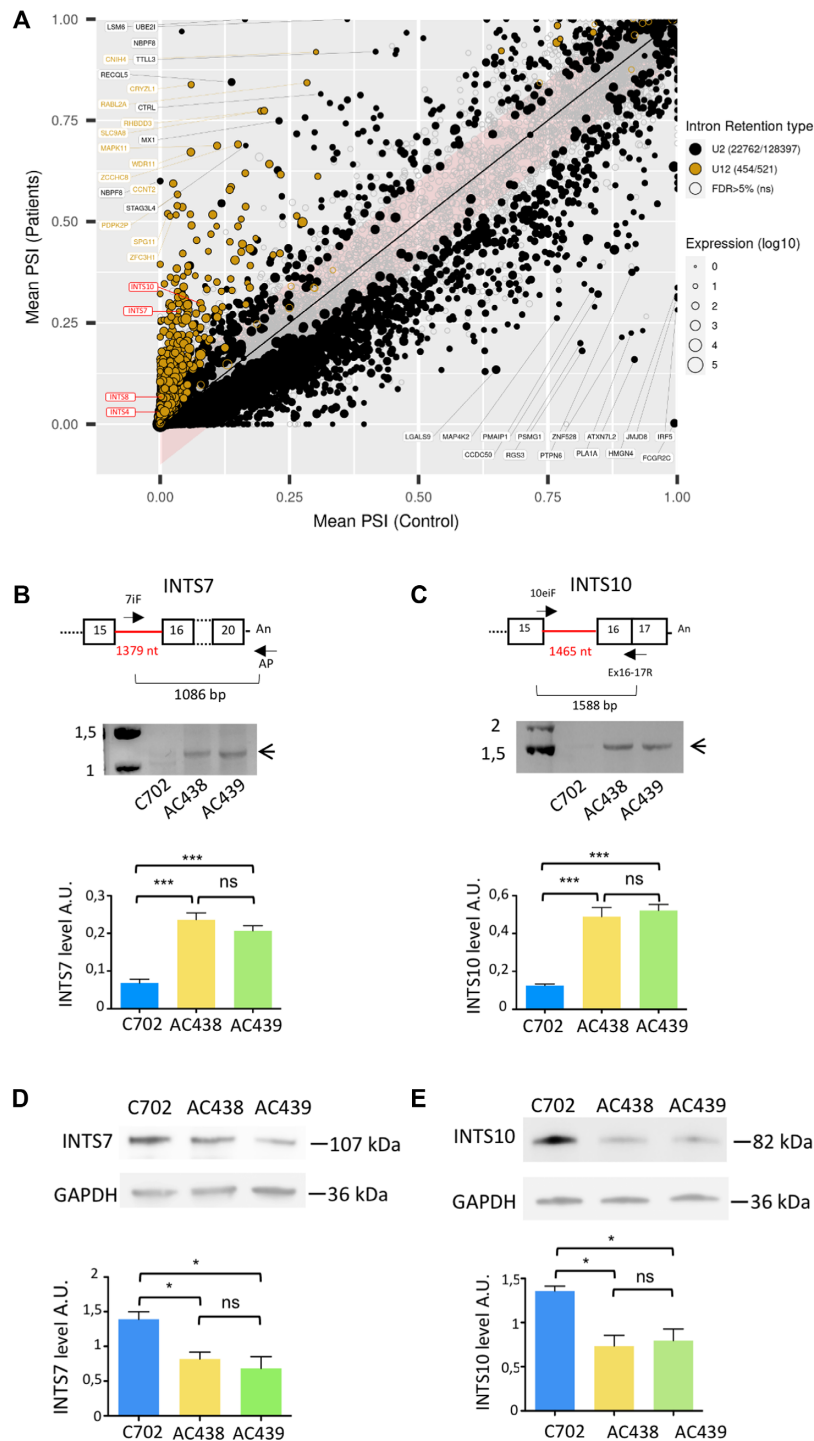 A
Mean PSI (Patients)
1.00
0.75
0.50
0.25
0.00
LSM6 UBE2I
NBPF8
CNIH4 TTLL3
RECQL5
CRYZL1
RABL2A CTRL
RHBDD3
SLC9A8
MX1
MAPK11
WDR11
ZCCHC8
NBPF8 CCNT2
STAG3L4
PDPK2P
SPG11
ZFC3H1
INTS10
INTS7
INTS8
INTS4
LGALS9 MAP4K2 PMAIP1 PSMG1 ZNF528 ATXN7L2 JMJD8 IRF5
CCDC50 RGS3 PTPN6 PLA1A HMGN4 FCGR2C
0.00 0.25 0.50 0.75 1.00
Mean PSI (Control)
Intron Retention type
U2 (22762/128397)
U12 (454/521)
FDR>5% (ns)
Expression (log10)
0
1
2
3
4
5
B
INTS7
7iF
15 16 20 An
1379 nt
AP
1086 bp
1,5
1
C702 AC438 AC439
***
*** ns
INTS7 level A.U.
0,3
0,2
0,1
0
C702 AC438 AC439
C
INTS10
10eiF
15 16 17 An
1465 nt
Ex16-17R
1588 bp
2
1,5
C702 AC438 AC439
***
*** ns
INTS10 level A.U.
0,6
0,4
0,2
0
C702 AC438 AC439
D
C702 AC438 AC439
INTS7 107 kDa
GAPDH 36 kDa
*
* ns
INTS7 level A.U.
2
1,5
1
0,5
0
C702 AC438 AC439
E
C702 AC438 AC439
INTS10 82 kDa
GAPDH 36 kDa
*
* ns
INTS10 level A.U.
1,5
1
0,5
0
C702 AC438 AC439